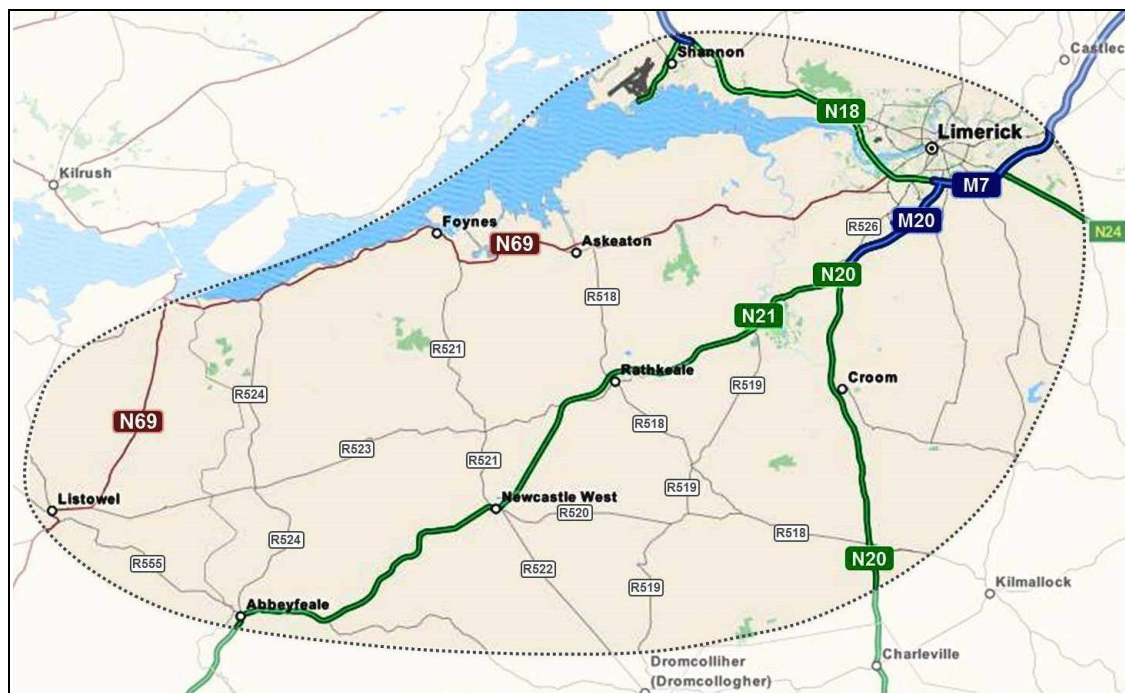 Shannon
Castlec
N18
Limerick
Kilrush
M7
Foynes
M20
R526
N24
N69
Askeaton
N20
R518
N21
R521
Rathkeale
Croom
R519
R524
N69
R518
R523
R521
R519
Listowel
Newcastle West
R520
R518
R524
R555
R522
N20
R519
Kilmallock
Abbeyfeale
Charleville
Dromcolliher
(Dromcollogher)